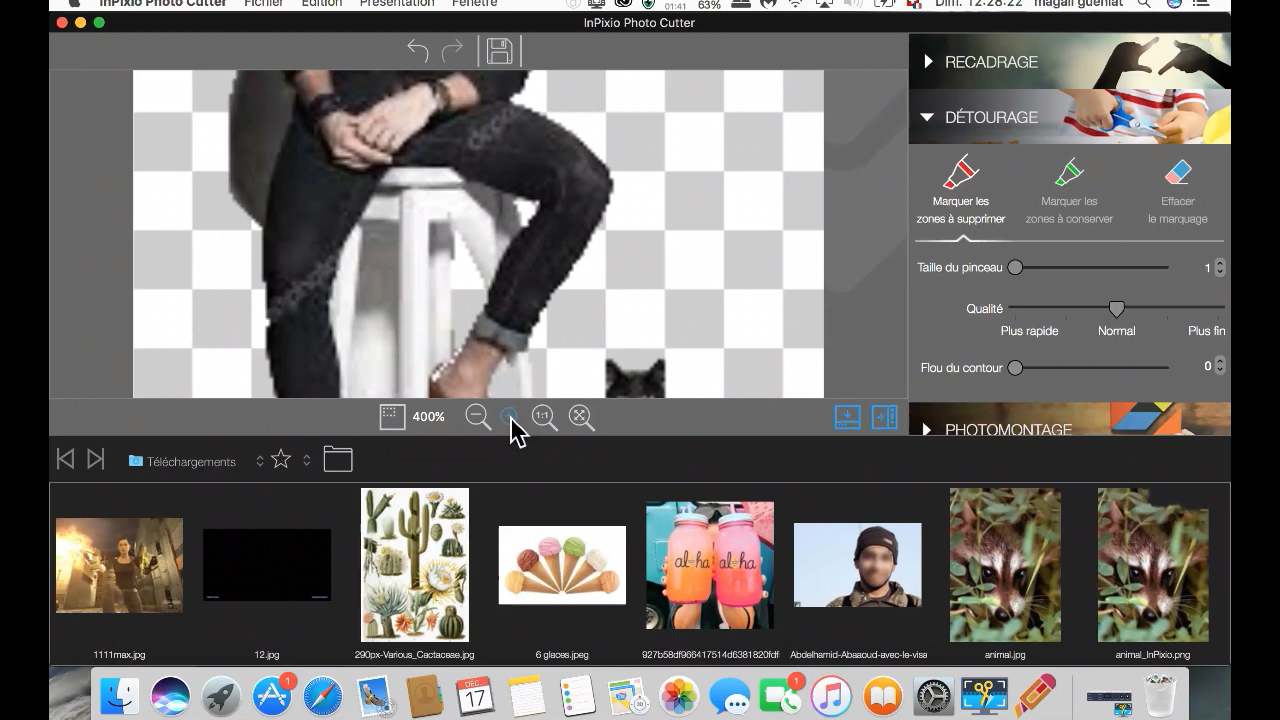 InPixio Photo Cutter Fichier Édition Présentation Fenêtre 01:41 63% Dim. 12:28:22 magali gueniat
InPixio Photo Cutter
RECADRAGE
DÉTOURAGE
Marquer les zones à supprimer
Marquer les zones à conserver
Effacer le marquage
Taille du pinceau 1
Qualité
Plus rapide Normal Plus fin
Flou du contour 0
400% 1:1
PHOTOMONTAGE
Téléchargements
al-ha al-ha
1111max.jpg 12.jpg 290px-Various_Cactaceae.jpg 6 glaces.jpeg 927b58df966417514d6381820fdf Abdelhamid-Abaaoud-avec-le-visa animal.jpg animal_InPixio.png
1 DÉC. 17 1